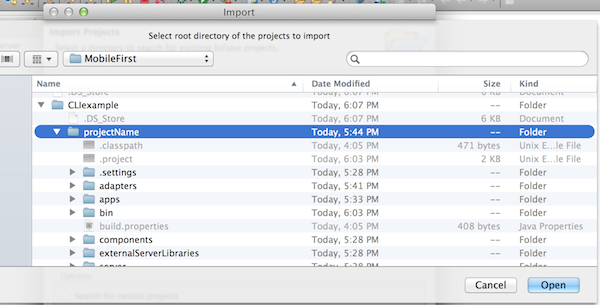 Import
Select root directory of the projects to import
MobileFirst
Name Date Modified Size Kind
.DS_Store Today, 6:07 PM 6 KB Document
CLIexample Today, 6:07 PM -- Folder
.DS_Store Today, 6:07 PM 6 KB Document
projectName Today, 5:44 PM -- Folder
.classpath Today, 4:05 PM 471 bytes Unix E...le File
.project Today, 6:03 PM 2 KB Unix E...le File
.settings Today, 5:28 PM -- Folder
adapters Today, 5:41 PM -- Folder
apps Today, 5:33 PM -- Folder
bin Today, 6:03 PM -- Folder
build.properties Today, 4:05 PM 408 bytes Java Properties
components Today, 5:28 PM -- Folder
externalServerLibraries Today, 5:28 PM -- Folder
server Today, 5:28 PM -- Folder
Cancel Open